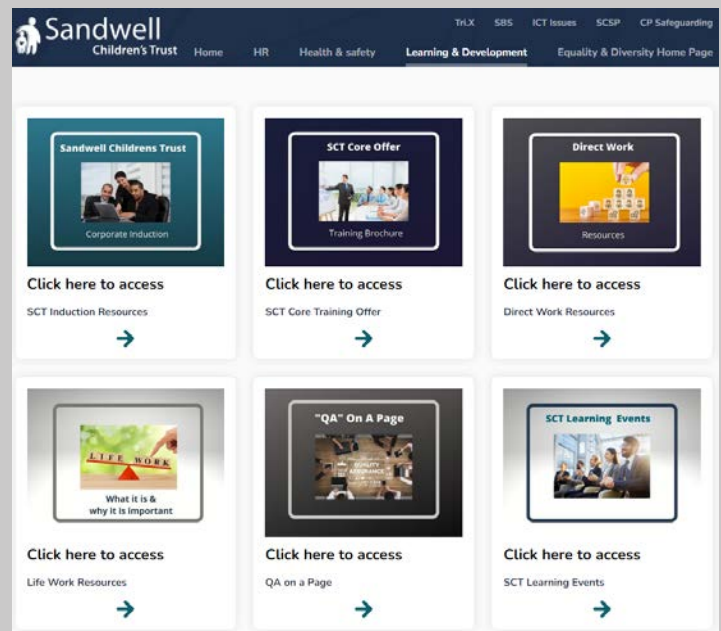 Sandwell
Children's Trust
Tri.X SBS ICT Issues SCSP CP Safeguarding
Home HR Health & safety Learning & Development Equality & Diversity Home Page
Sandwell Childrens Trust
Corporate Induction
Click here to access
SCT Induction Resources
SCT Core Offer
Training Brochure
Click here to access
SCT Core Training Offer
Direct Work
Resources
Click here to access
Direct Work Resources
LIFE WORK
What it is &
why it is important
Click here to access
Life Work Resources
"QA" On A Page
QUALITY
ASSURANCE
Click here to access
QA on a Page
SCT Learning Events
Click here to access
SCT Learning Events